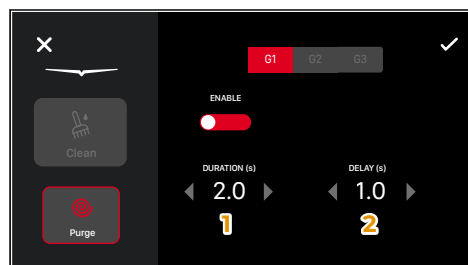 G1 G2 G3
ENABLE
Clean
DURATION (s) DELAY (s)
2.0 1.0
Purge
1 2